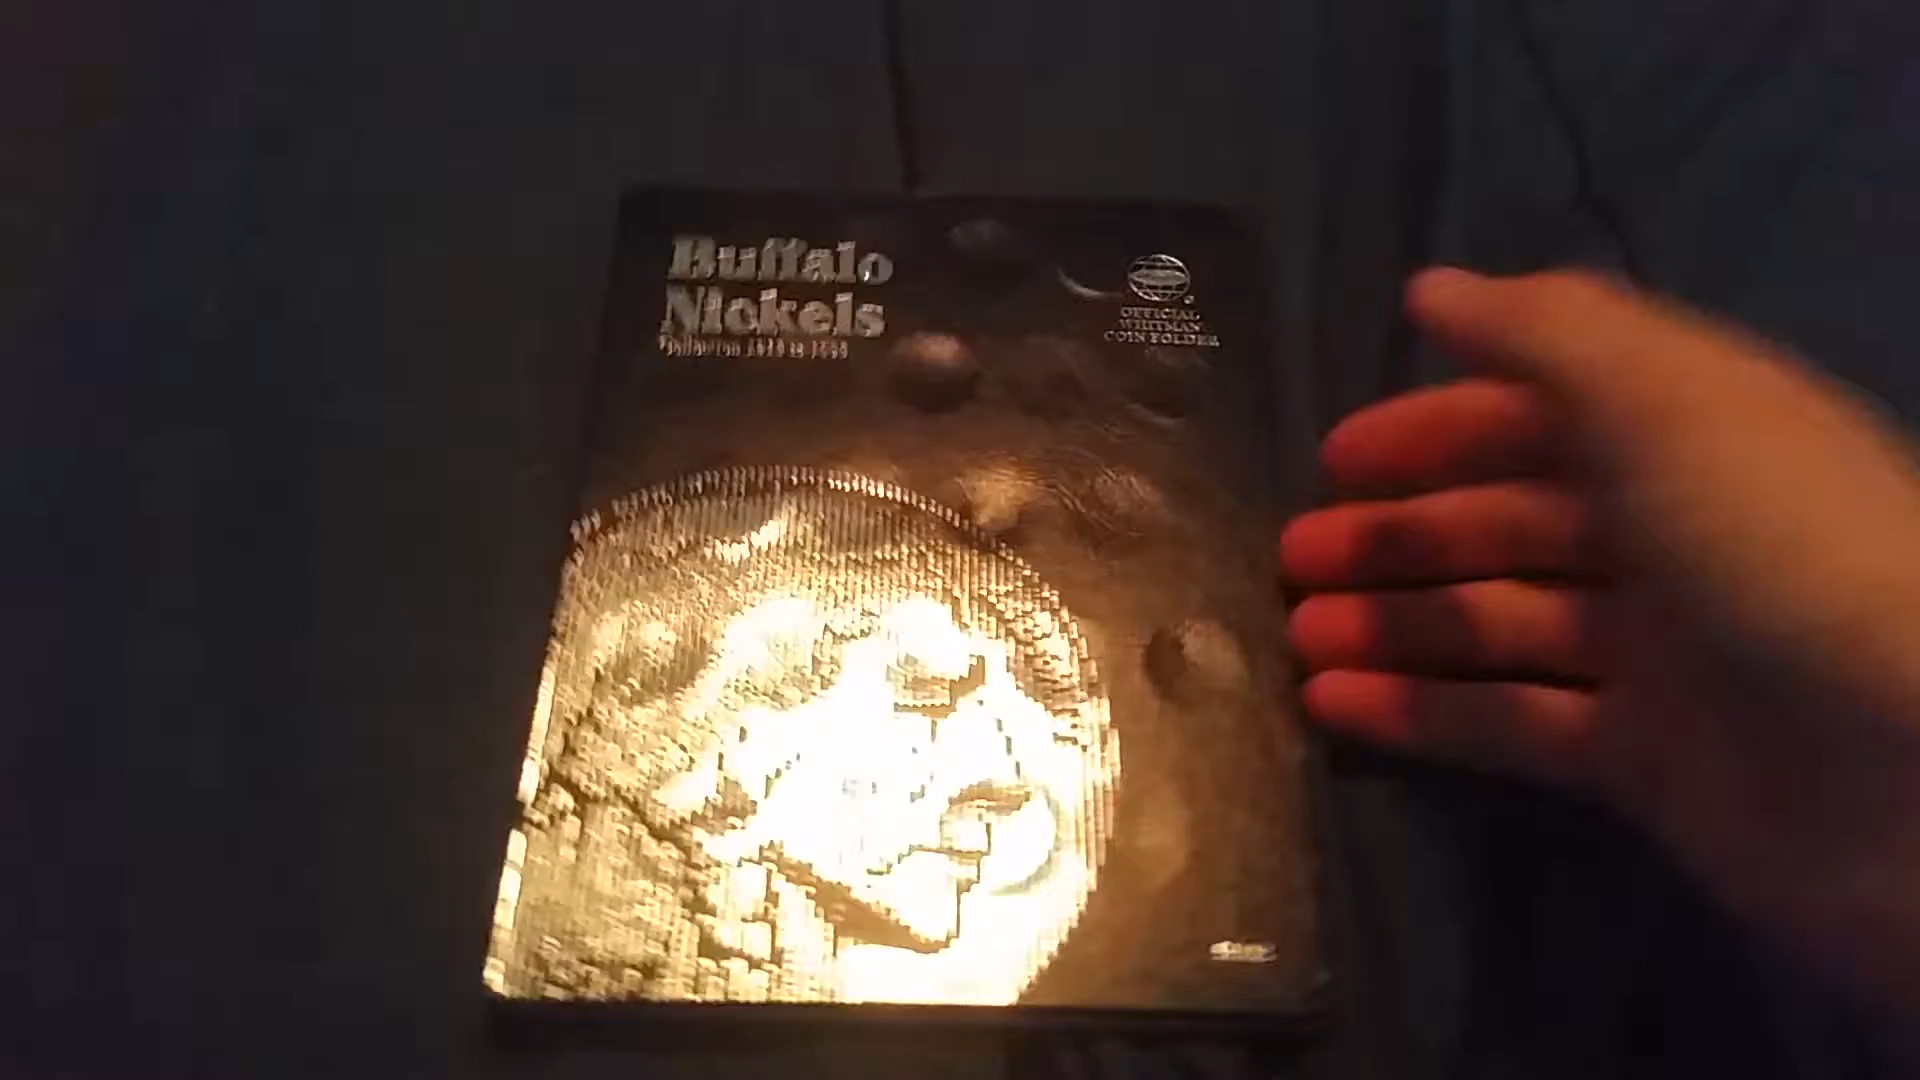 Buffalo
Nickels
OFFICIAL
WHITMAN
COIN FOLDER